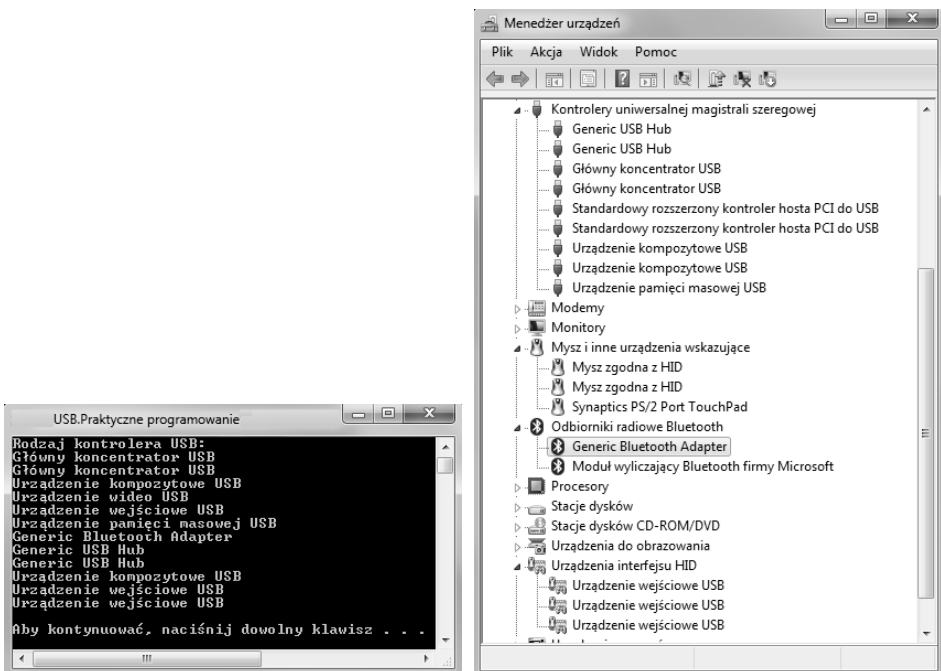 USB.Praktyczne programowanie
Rodzaj kontrolera USB:
Główny koncentrator USB
Główny koncentrator USB
Urządzenie kompozytowe USB
Urządzenie wideo USB
Urządzenie wejściowe USB
Urządzenie pamięci masowej USB
Generic Bluetooth Adapter
Generic USB Hub
Generic USB Hub
Urządzenie kompozytowe USB
Urządzenie wejściowe USB
Urządzenie wejściowe USB
Aby kontynuować, naciśnij dowolny klawisz . . .
Menedżer urządzeń
Plik Akcja Widok Pomoc
Kontrolery uniwersalnej magistrali szeregowej
Generic USB Hub
Generic USB Hub
Główny koncentrator USB
Główny koncentrator USB
Standardowy rozszerzony kontroler hosta PCI do USB
Standardowy rozszerzony kontroler hosta PCI do USB
Urządzenie kompozytowe USB
Urządzenie kompozytowe USB
Urządzenie pamięci masowej USB
Modemy
Monitory
Mysz i inne urządzenia wskazujące
Mysz zgodna z HID
Mysz zgodna z HID
Synaptics PS/2 Port TouchPad
Odbiorniki radiowe Bluetooth
Generic Bluetooth Adapter
Moduł wyliczający Bluetooth firmy Microsoft
Procesory
Stacje dysków
Stacje dysków CD-ROM/DVD
Urządzenia do obrazowania
Urządzenia interfejsu HID
Urządzenie wejściowe USB
Urządzenie wejściowe USB
Urządzenie wejściowe USB